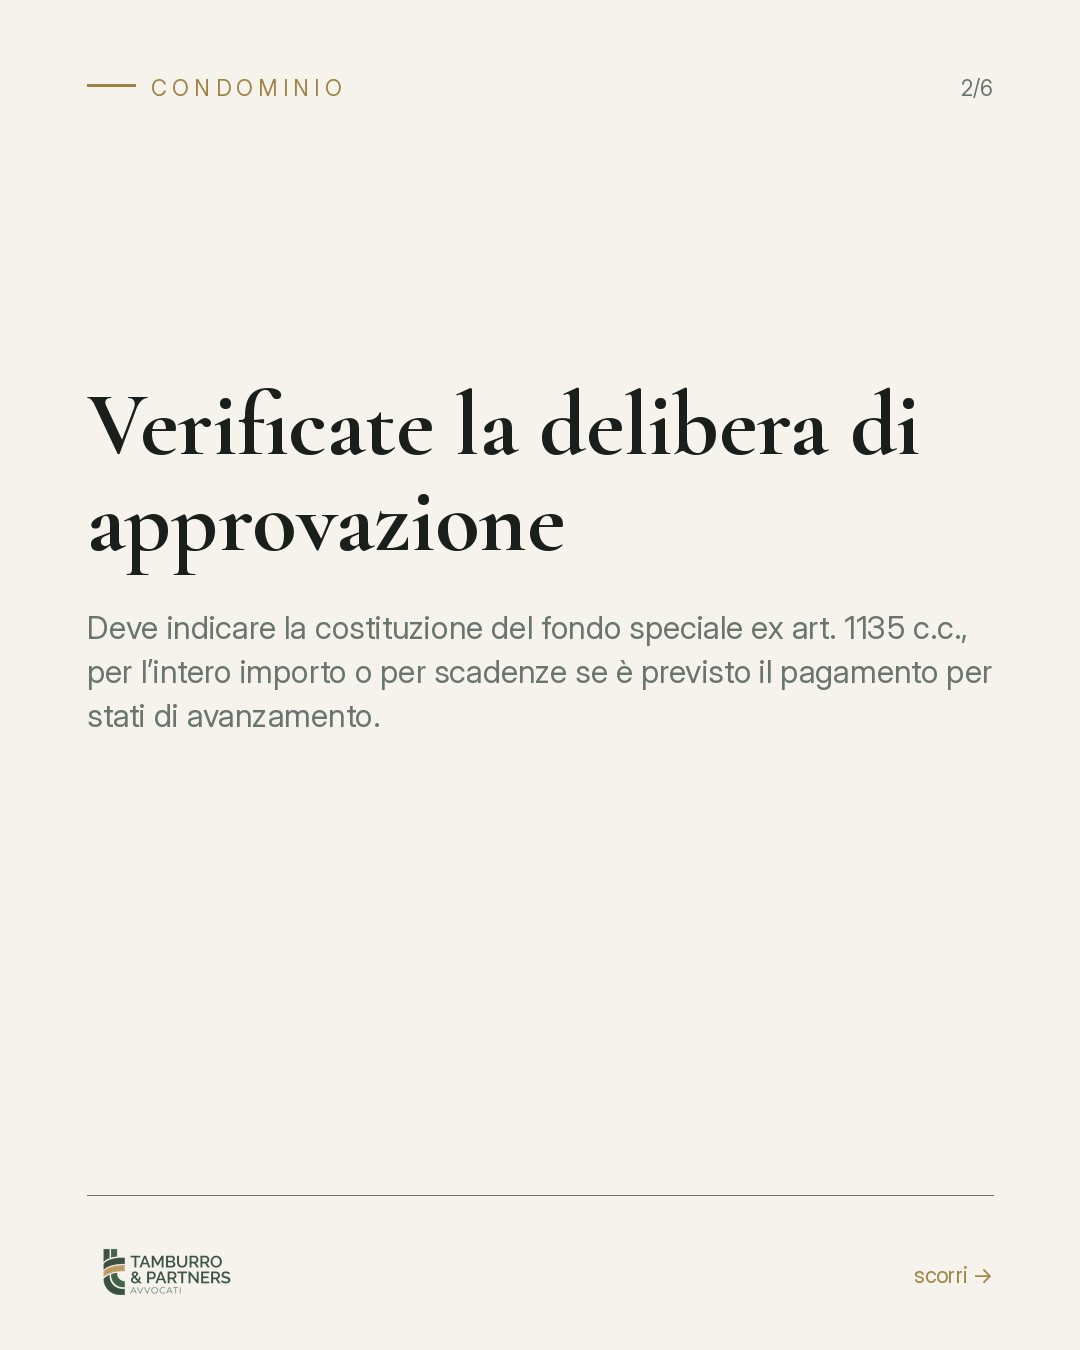 CONDOMINIO
2/6
Verificate la delibera di
approvazione
Deve indicare la costituzione del fondo speciale ex art. 1135 c.c.,
per l’intero importo o per scadenze se è previsto il pagamento per
stati di avanzamento.
TAMBURRO
& PARTNERS
AVVOCATI
scorri →